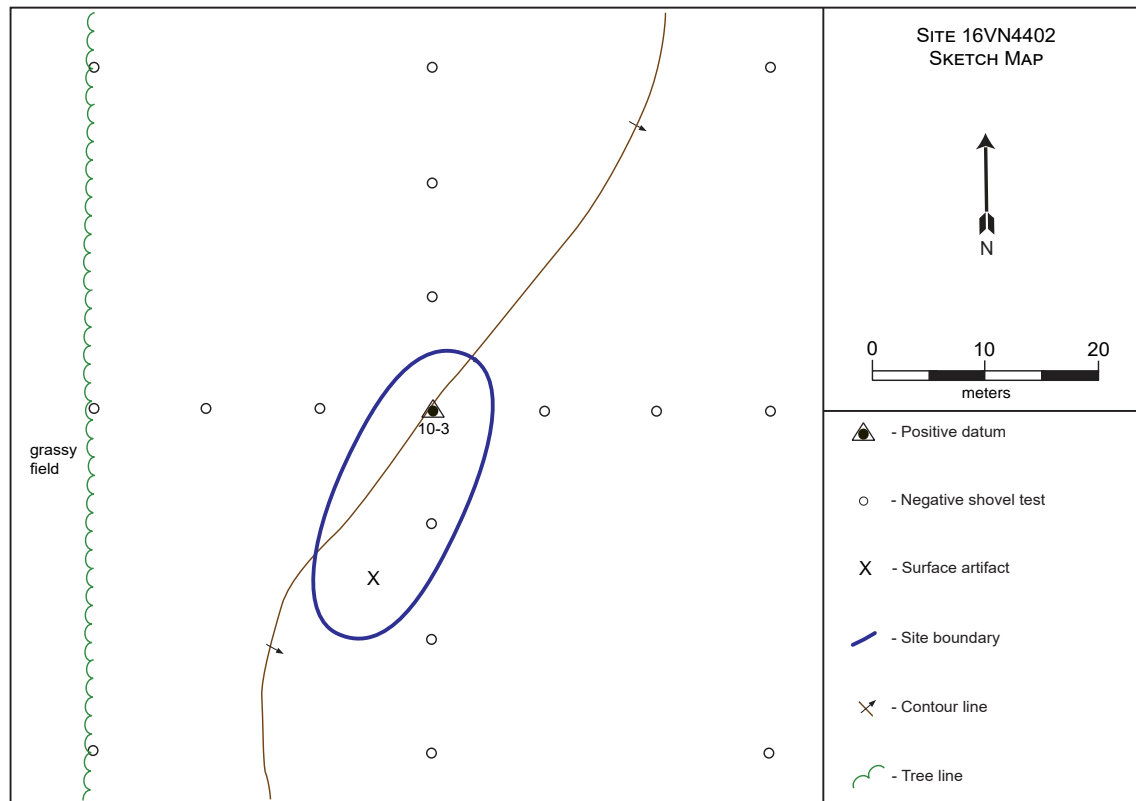 SITE 16VN4402
SKETCH MAP
N
0 10 20
meters
10-3
grassy
field
X
- Positive datum
- Negative shovel test
X - Surface artifact
- Site boundary
- Contour line
- Tree line